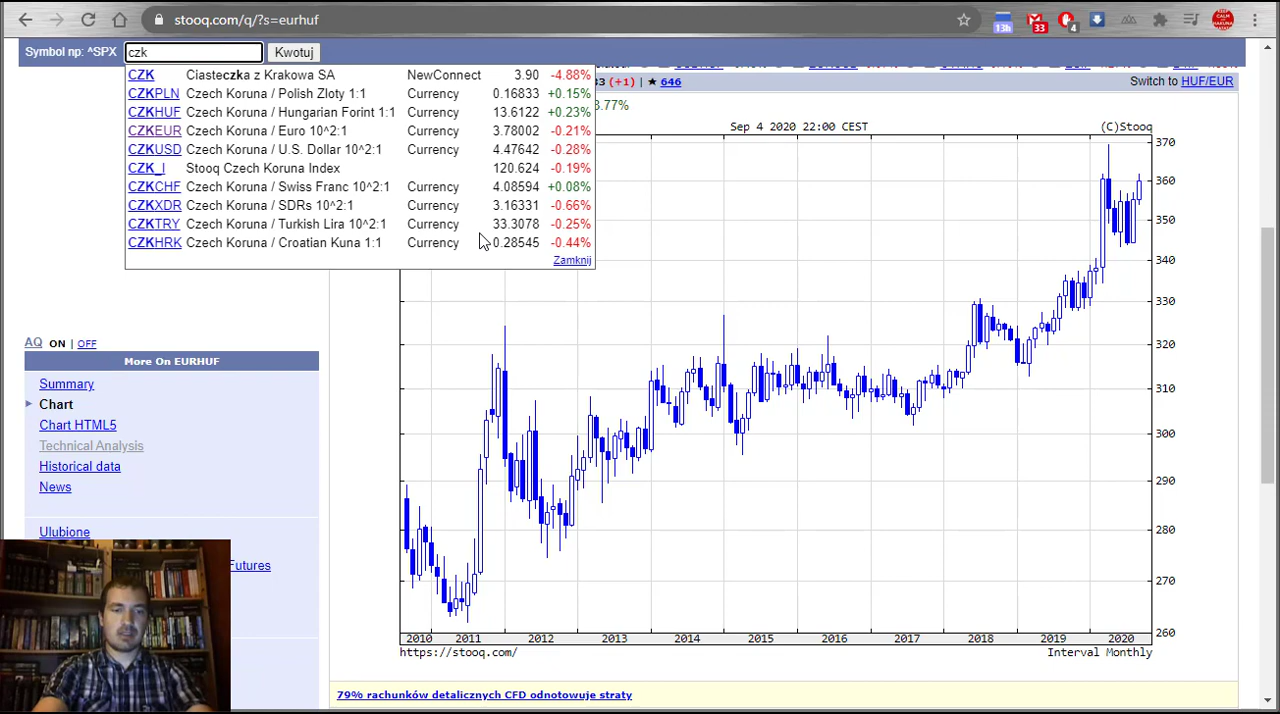 stooq.com/q/?s=eurhuf
13h
33
4
Symbol np: ^SPX czk Kwotuj
CZK Ciasteczka z Krakowa SA NewConnect 3.90 -4.88%
CZKPLN Czech Koruna / Polish Zloty 1:1 Currency 0.16833 +0.15%
CZKHUF Czech Koruna / Hungarian Forint 1:1 Currency 13.6122 +0.23%
CZKEUR Czech Koruna / Euro 10^2:1 Currency 3.78002 -0.21%
CZKUSD Czech Koruna / U.S. Dollar 10^2:1 Currency 4.47642 -0.28%
CZK_I Stooq Czech Koruna Index 120.624 -0.19%
CZKCHF Czech Koruna / Swiss Franc 10^2:1 Currency 4.08594 +0.08%
CZKXDR Czech Koruna / SDRs 10^2:1 Currency 3.16331 -0.66%
CZKTRY Czech Koruna / Turkish Lira 10^2:1 Currency 33.3078 -0.25%
CZKHRK Czech Koruna / Croatian Kuna 1:1 Currency 0.28545 -0.44%
Zamknij
33 (+1) | ★ 646
Switch to HUF/EUR
3.77%
Sep 4 2020 22:00 CEST
(C)Stooq
370
360
350
340
330
320
310
300
290
280
270
260
2010 2011 2012 2013 2014 2015 2016 2017 2018 2019 2020
https://stooq.com/
Interval Monthly
AQ ON | OFF
More On EURHUF
Summary
Chart
Chart HTML5
Technical Analysis
Historical data
News
Ulubione
Futures
79% rachunków detalicznych CFD odnotowuje straty